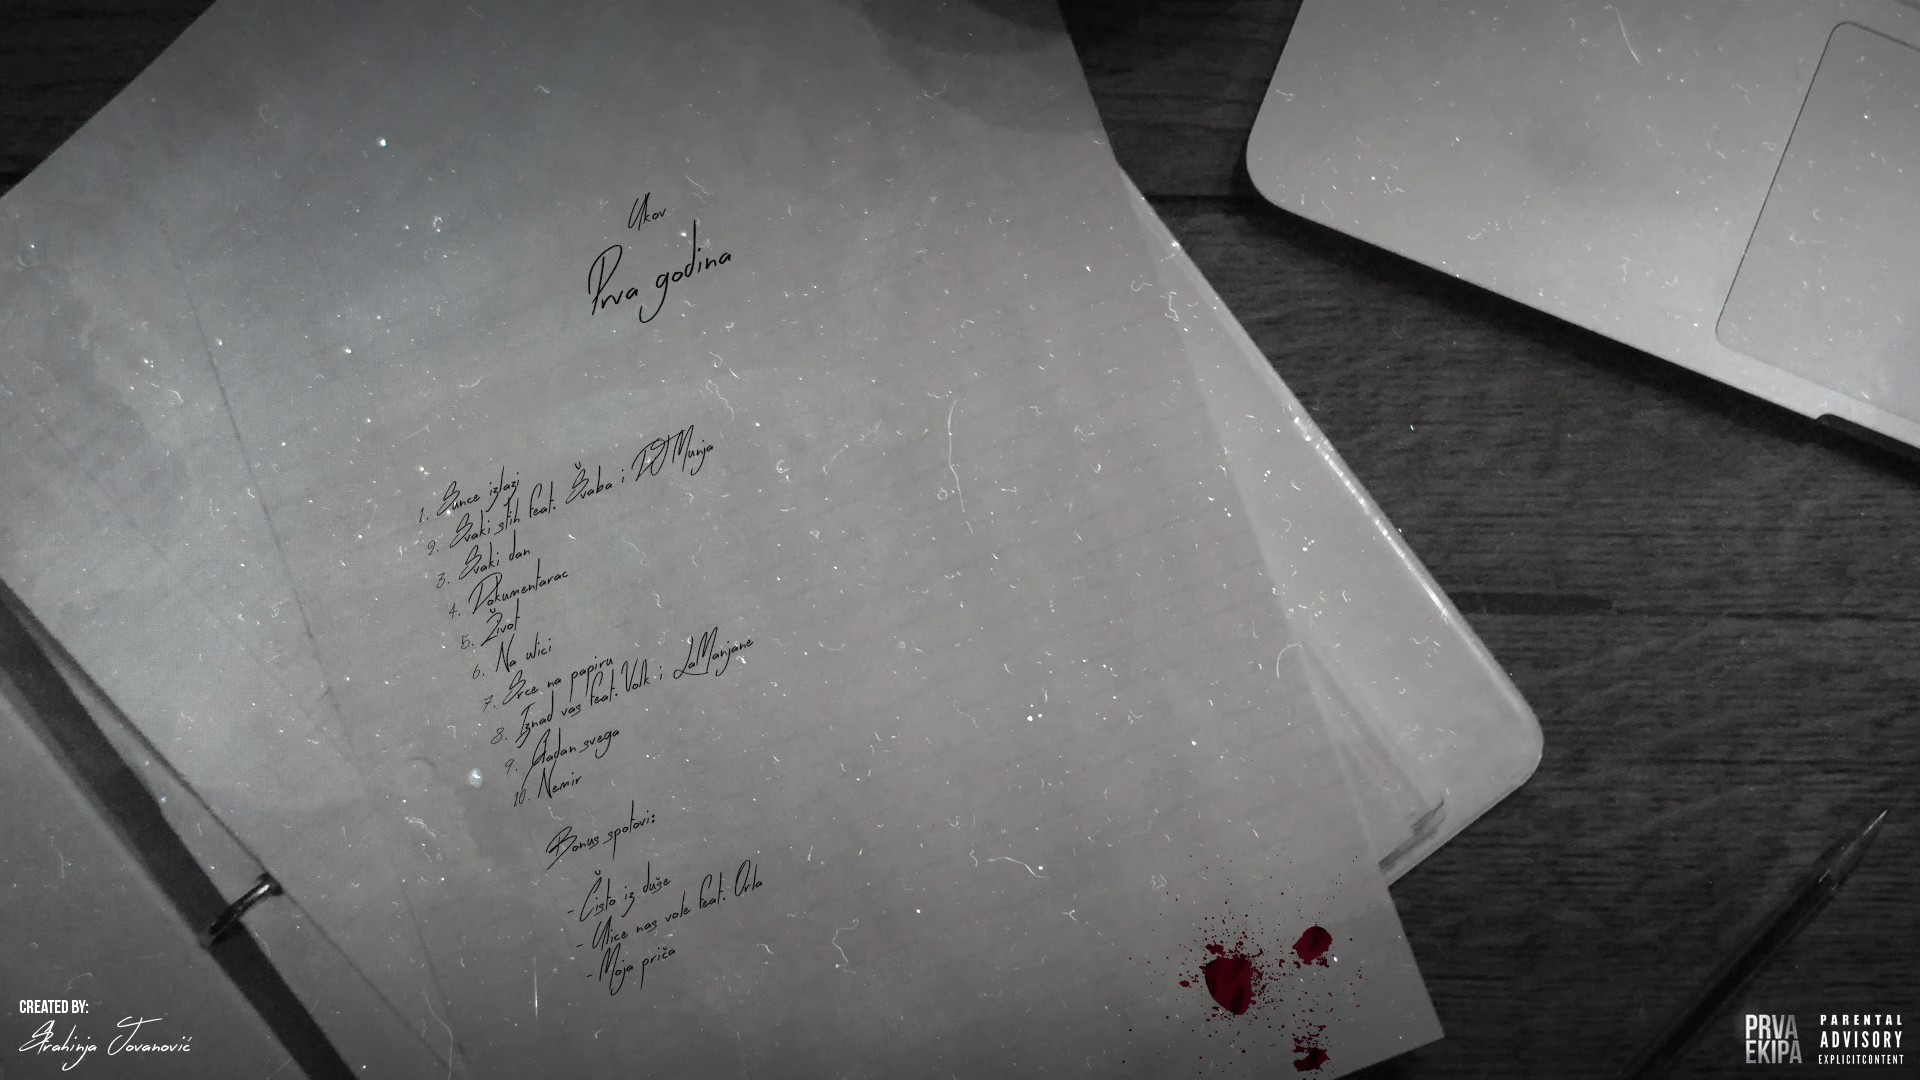 Ukov
Prva godina
1. Sunce izlazi
2. Svaki stih feat. Švaba i DJ Munja
3. Svaki dan
4. Dokumentarac
5. Život
6. Na ulici
7. Srce na papiru
8. Iznad vas feat. Volk i LaManjane
9. Gadan svega
10. Nemir
Bonus spotovi:
- Čisto iz duše
- Ulice nas vole feat. Orla
- Moja priča
CREATED BY:
Strahinja Jovanović
PRVA
EKIPA
PARENTAL
ADVISORY
EXPLICIT CONTENT